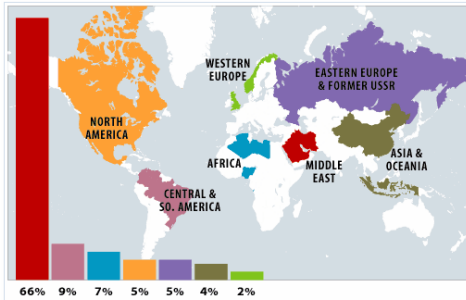 WESTERN
EUROPE
EASTERN EUROPE
& FORMER USSR
NORTH
AMERICA
AFRICA
MIDDLE
EAST
ASIA &
OCEANIA
CENTRAL &
SO. AMERICA
66% 9% 7% 5% 5% 4% 2%